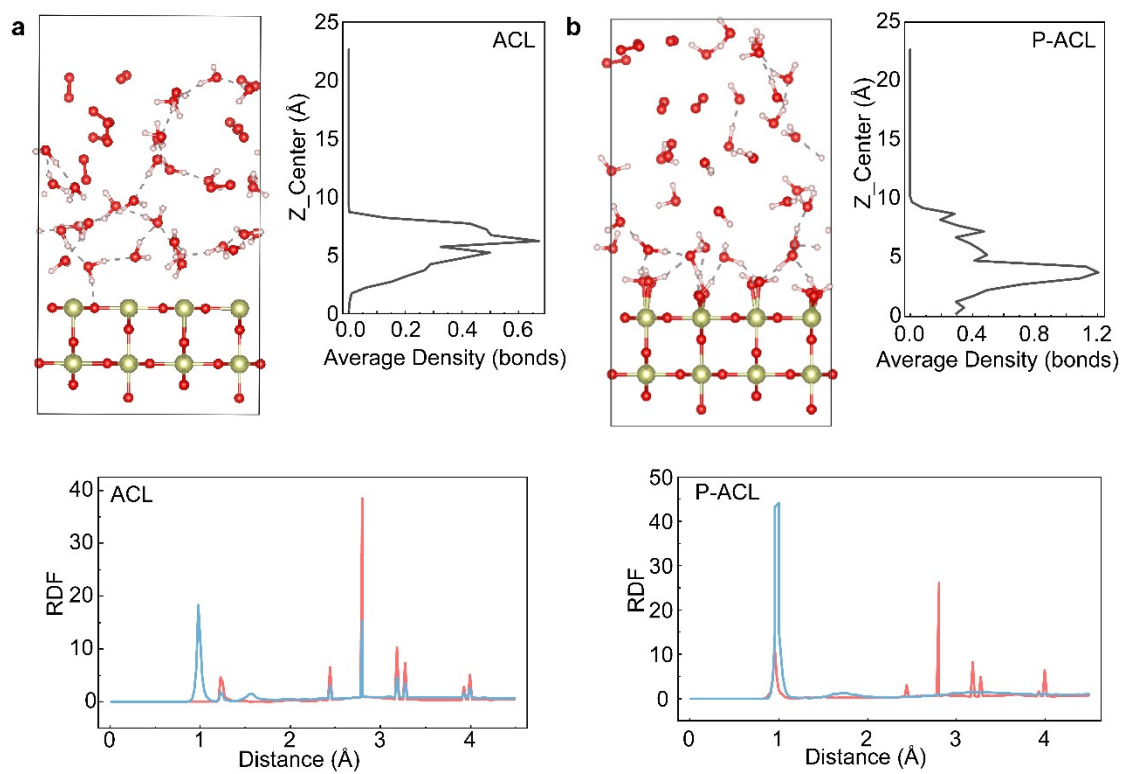 a
ACL
Z_Center (Å)
25
20
15
10
5
0
0.0 0.2 0.4 0.6
Average Density (bonds)
b
P-ACL
Z_Center (Å)
25
20
15
10
5
0
0.0 0.4 0.8 1.2
Average Density (bonds)
ACL
RDF
40
30
20
10
0
0 1 2 3 4
Distance (Å)
P-ACL
RDF
50
40
30
20
10
0
0 1 2 3 4
Distance (Å)